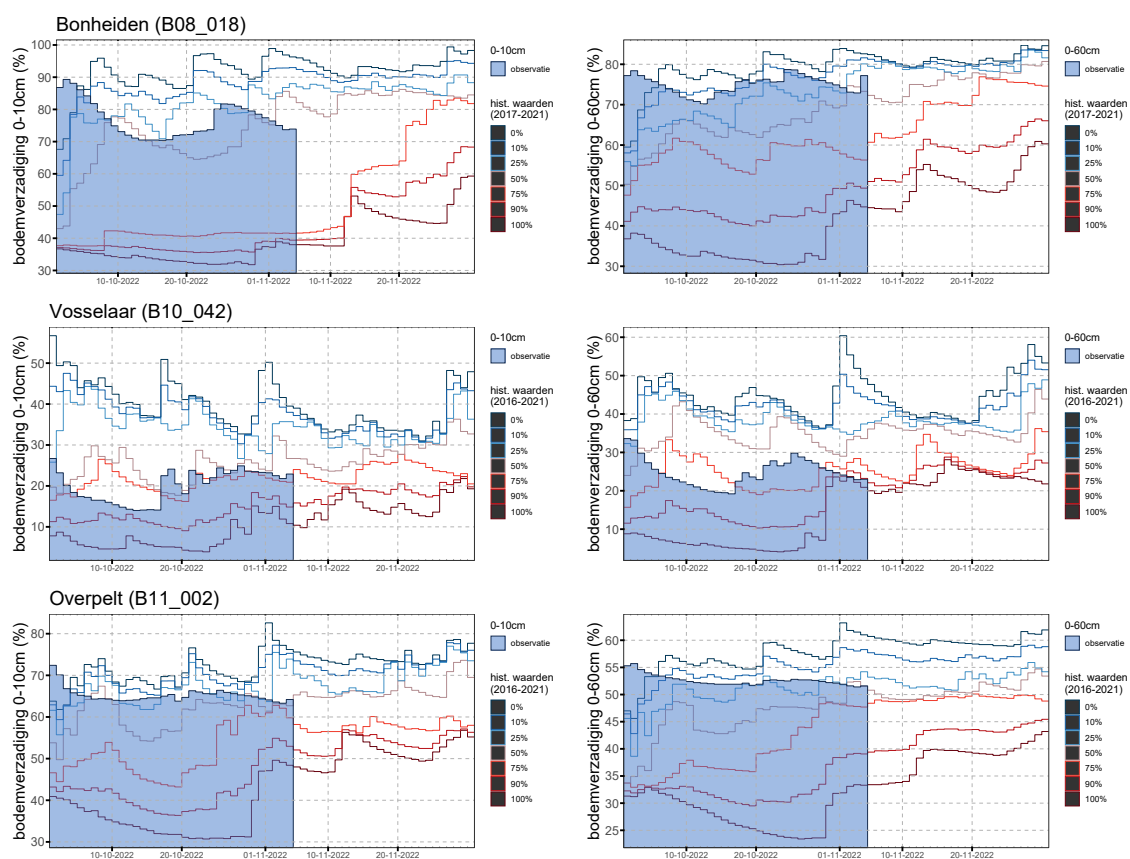 Bonheiden (B08_018)
bodemverzadiging 0-10cm (%)
100
90
80
70
60
50
40
30
10-10-2022 20-10-2022 01-11-2022 10-11-2022 20-11-2022
0-10cm
observatie
hist. waarden
(2017-2021)
0%
10%
25%
50%
75%
90%
100%
bodemverzadiging 0-60cm (%)
80
70
60
50
40
30
10-10-2022 20-10-2022 01-11-2022 10-11-2022 20-11-2022
0-60cm
observatie
hist. waarden
(2017-2021)
0%
10%
25%
50%
75%
90%
100%
Vosselaar (B10_042)
bodemverzadiging 0-10cm (%)
50
40
30
20
10
10-10-2022 20-10-2022 01-11-2022 10-11-2022 20-11-2022
0-10cm
observatie
hist. waarden
(2016-2021)
0%
10%
25%
50%
75%
90%
100%
bodemverzadiging 0-60cm (%)
60
50
40
30
20
10
10-10-2022 20-10-2022 01-11-2022 10-11-2022 20-11-2022
0-60cm
observatie
hist. waarden
(2016-2021)
0%
10%
25%
50%
75%
90%
100%
Overpelt (B11_002)
bodemverzadiging 0-10cm (%)
80
70
60
50
40
30
10-10-2022 20-10-2022 01-11-2022 10-11-2022 20-11-2022
0-10cm
observatie
hist. waarden
(2016-2021)
0%
10%
25%
50%
75%
90%
100%
bodemverzadiging 0-60cm (%)
60
55
50
45
40
35
30
25
10-10-2022 20-10-2022 01-11-2022 10-11-2022 20-11-2022
0-60cm
observatie
hist. waarden
(2016-2021)
0%
10%
25%
50%
75%
90%
100%